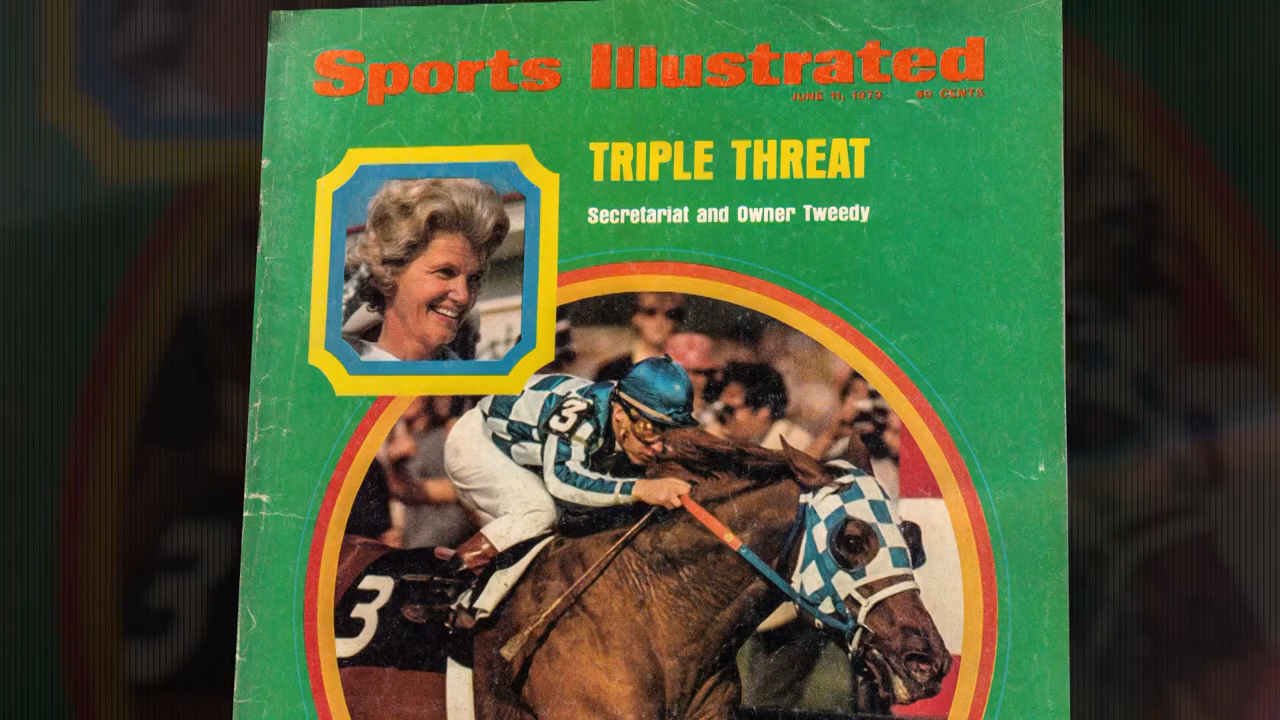 Sports Illustrated
JUNE 11, 1973 60 CENTS
TRIPLE THREAT
Secretariat and Owner Tweedy
3
3